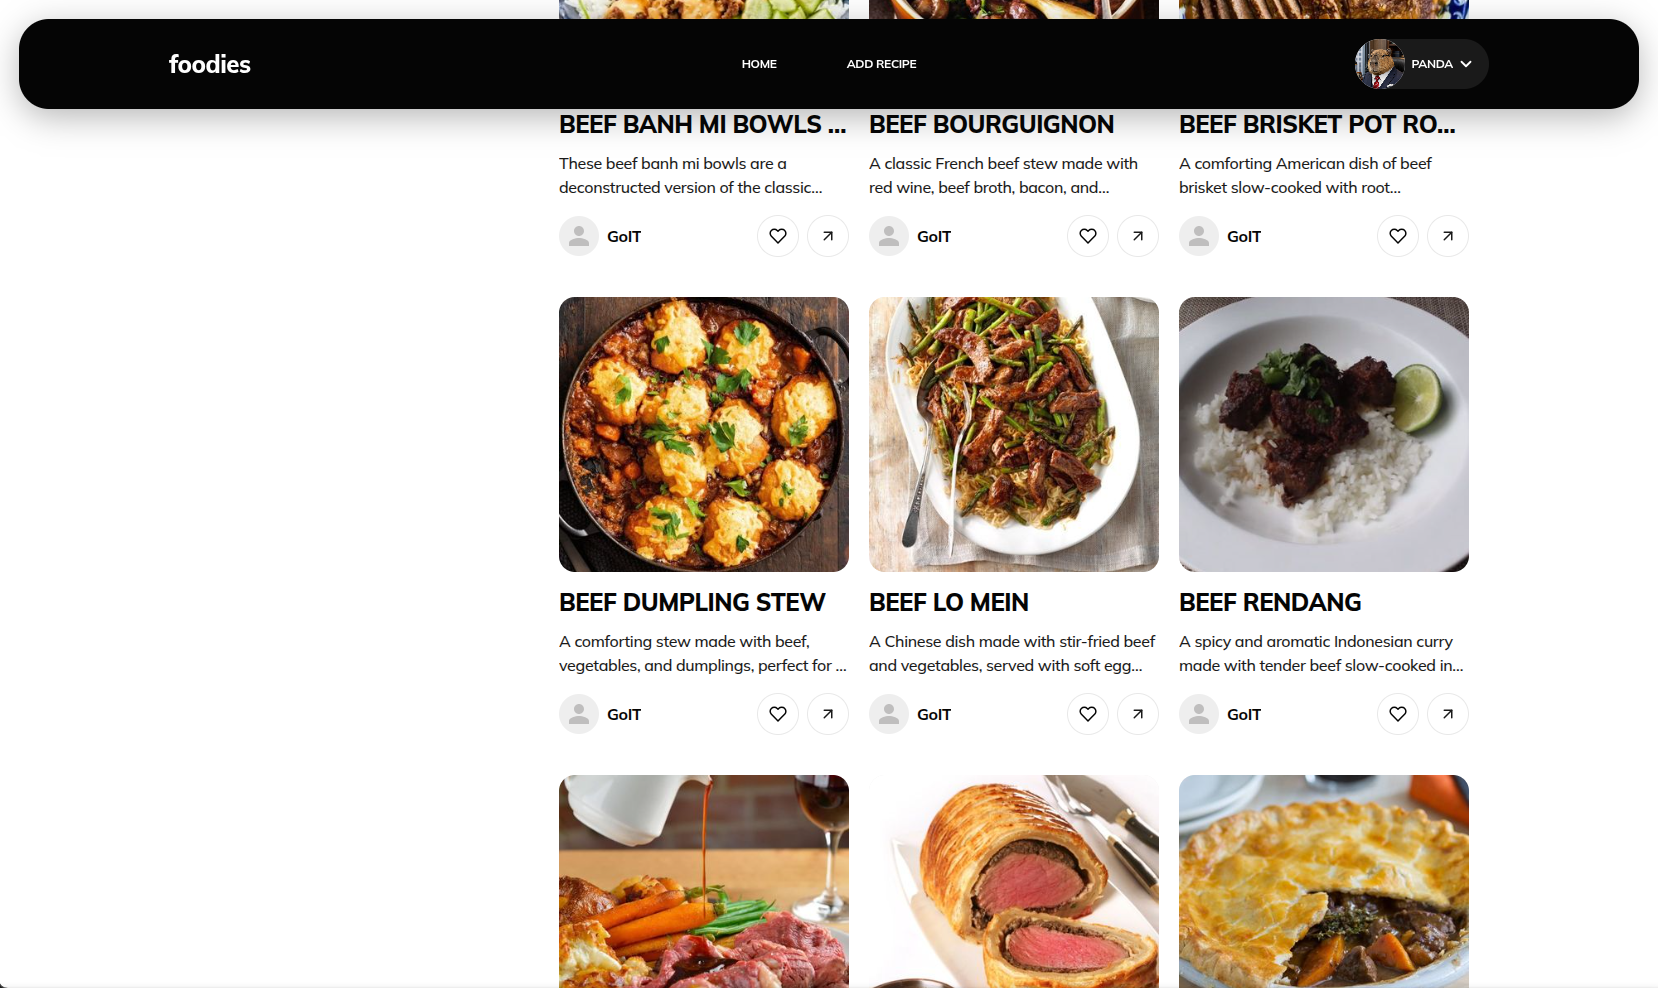 foodies
HOME
ADD RECIPE
PANDA
BEEF BANH MI BOWLS ...
BEEF BOURGUIGNON
BEEF BRISKET POT RO...
These beef banh mi bowls are a
deconstructed version of the classic...
A classic French beef stew made with
red wine, beef broth, bacon, and...
A comforting American dish of beef
brisket slow-cooked with root...
GoIT
GoIT
GoIT
BEEF DUMPLING STEW
BEEF LO MEIN
BEEF RENDANG
A comforting stew made with beef,
vegetables, and dumplings, perfect for ...
A Chinese dish made with stir-fried beef
and vegetables, served with soft egg...
A spicy and aromatic Indonesian curry
made with tender beef slow-cooked in...
GoIT
GoIT
GoIT